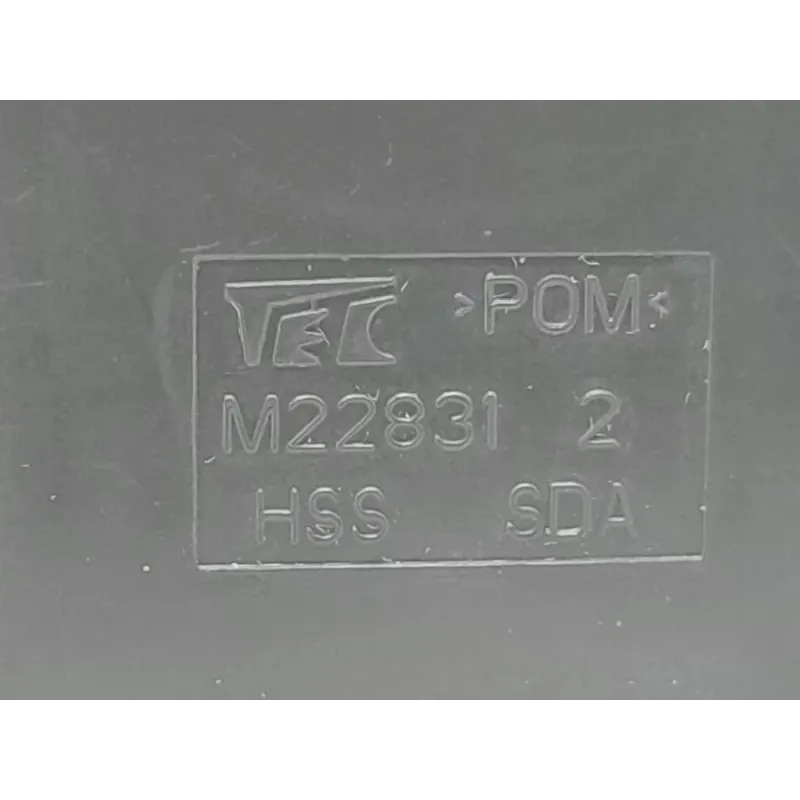 TEC >POM<
M22831 2
HSS SDA